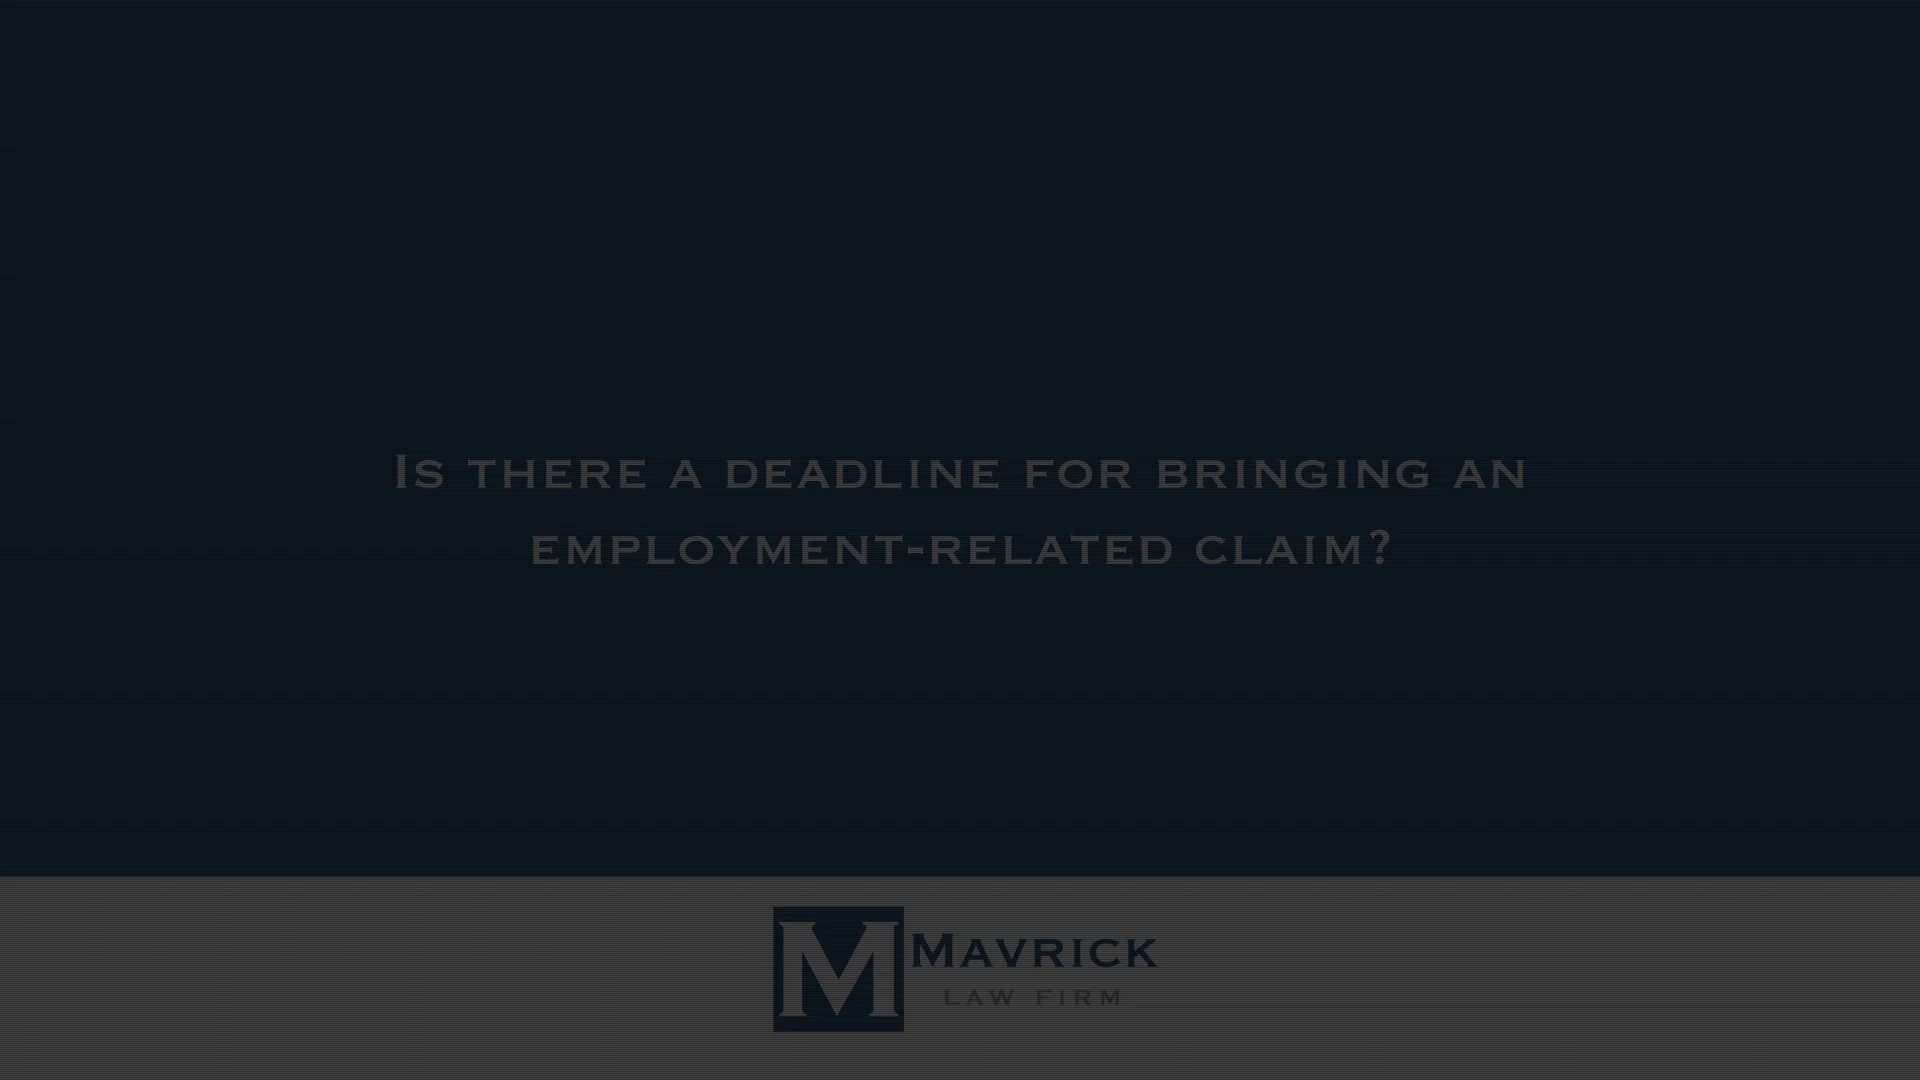 Is there a deadline for bringing an
employment-related claim?
M Mavrick
LAW FIRM